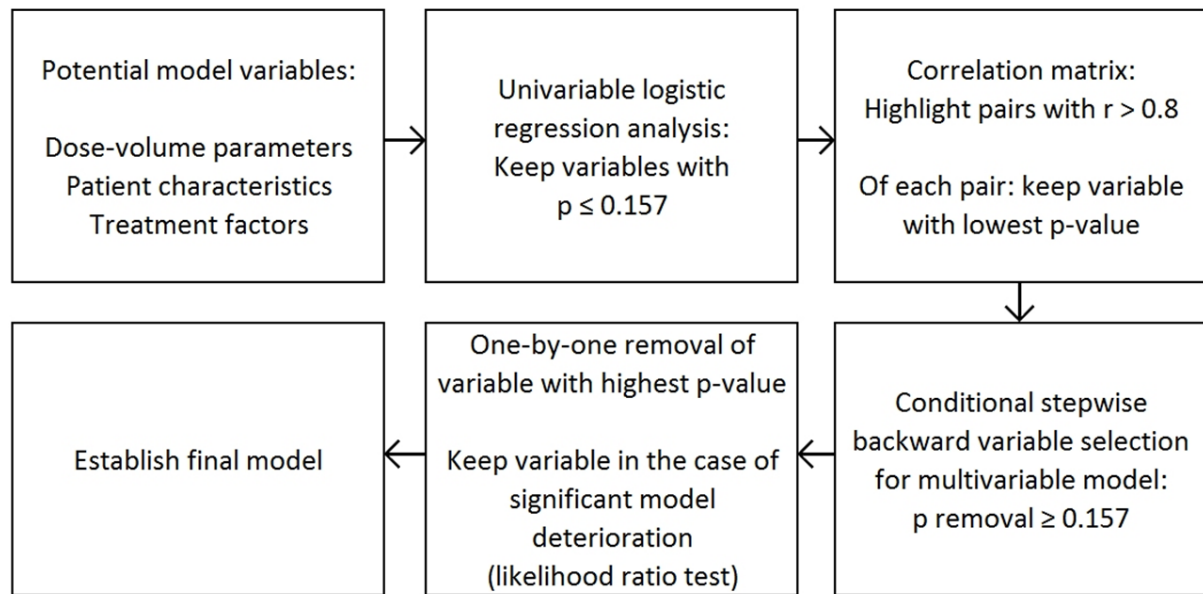 Potential model variables:
Dose-volume parameters
Patient characteristics
Treatment factors
Univariable logistic
regression analysis:
Keep variables with
p ≤ 0.157
Correlation matrix:
Highlight pairs with r > 0.8
Of each pair: keep variable
with lowest p-value
Conditional stepwise
backward variable selection
for multivariable model:
p removal ≥ 0.157
One-by-one removal of
variable with highest p-value
Keep variable in the case of
significant model
deterioration
(likelihood ratio test)
Establish final model